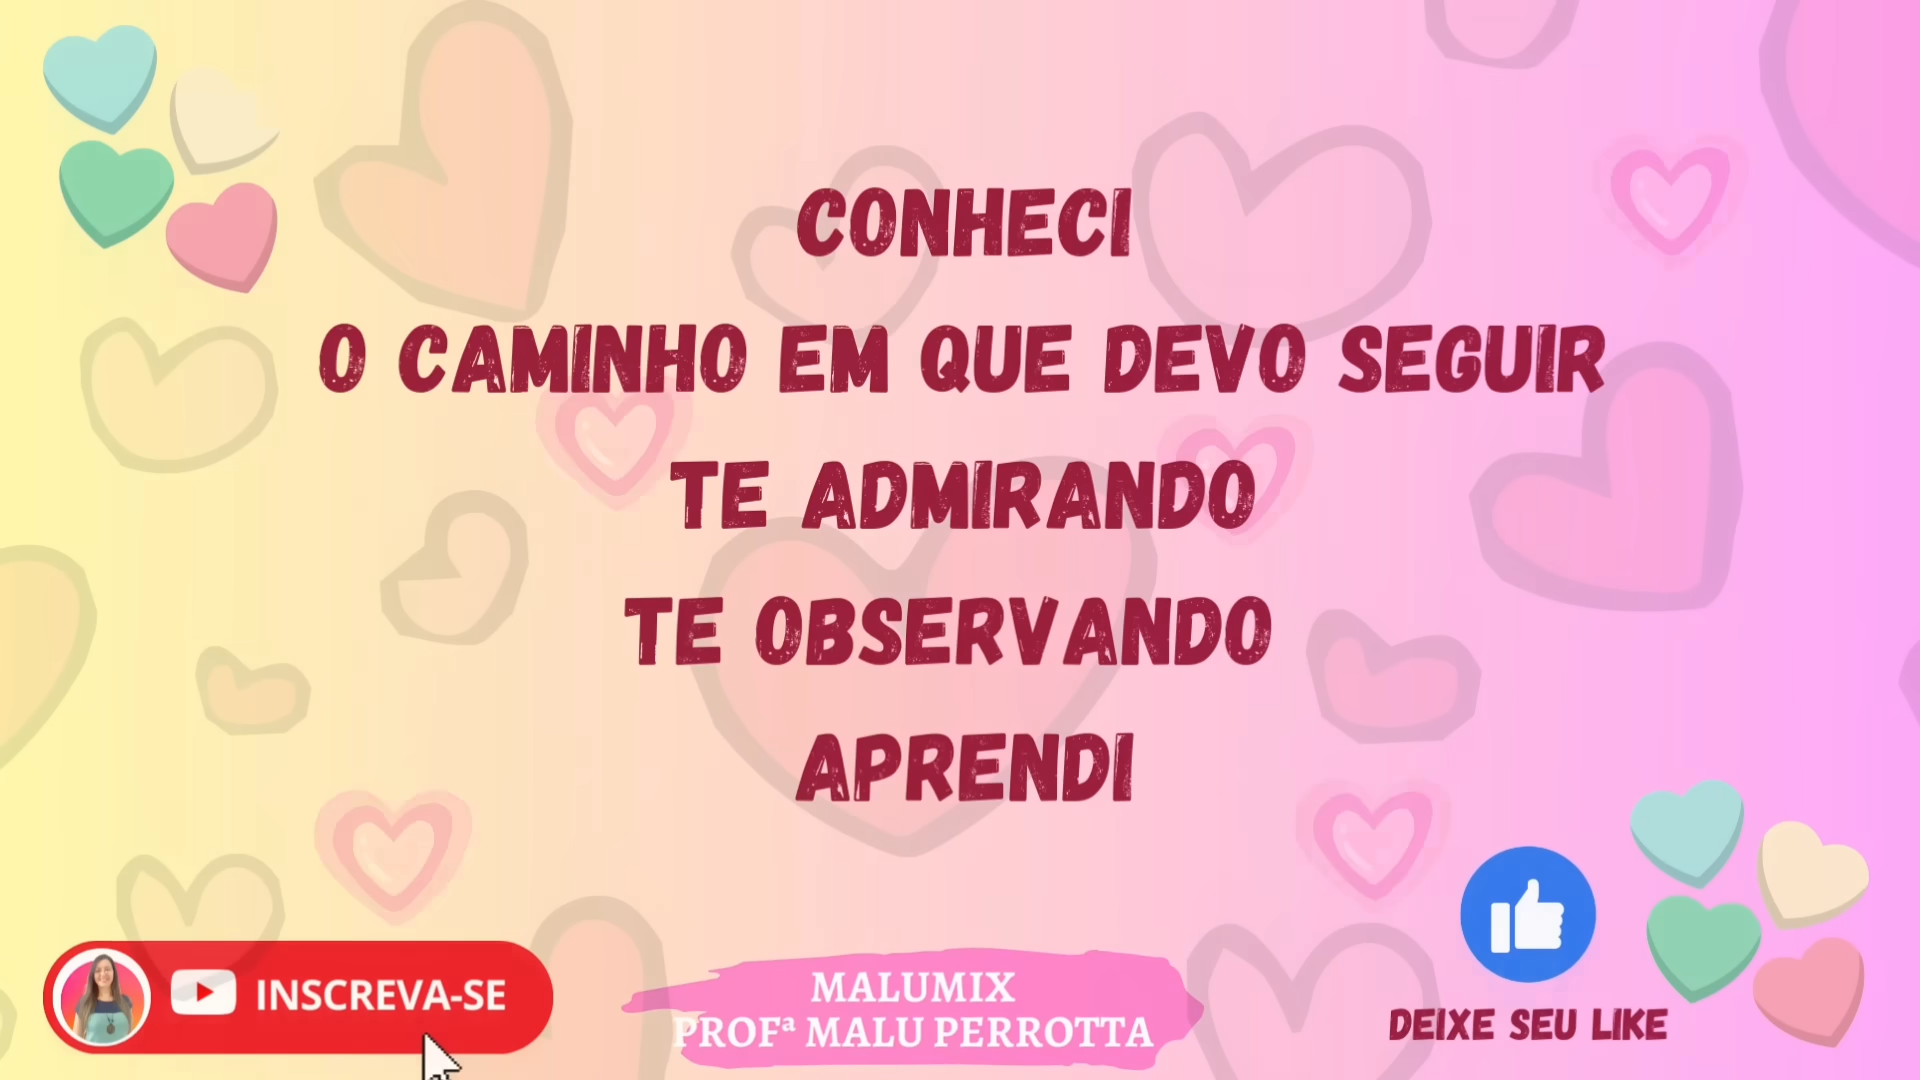 CONHECI
O CAMINHO EM QUE DEVO SEGUIR
TE ADMIRANDO
TE OBSERVANDO
APRENDI
INSCREVA-SE
MALUMIX
PROFª MALU PERROTTA
DEIXE SEU LIKE